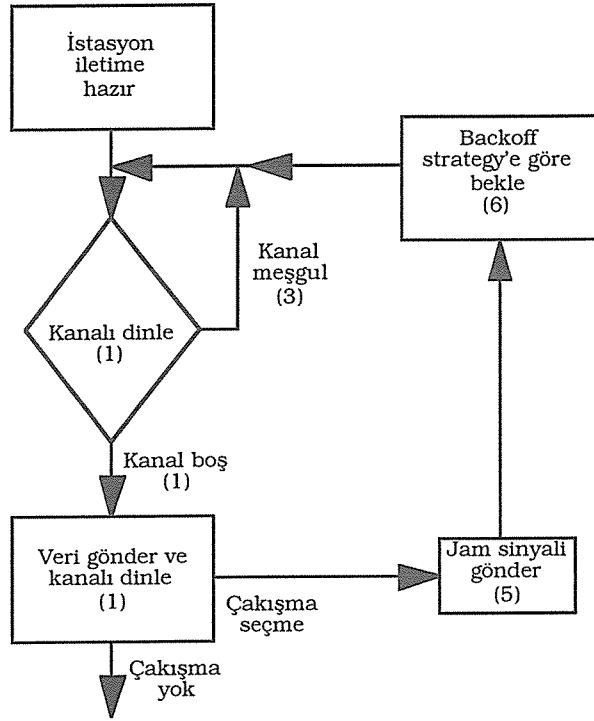 İstasyon
iletime
hazır
Backoff
strategy'e göre
bekle
(6)
Kanal
meşgul
(3)
Kanalı dinle
(1)
Kanal boş
(1)
Veri gönder ve
kanalı dinle
(1)
Çakışma
seçme
Jam sinyali
gönder
(5)
Çakışma
yok